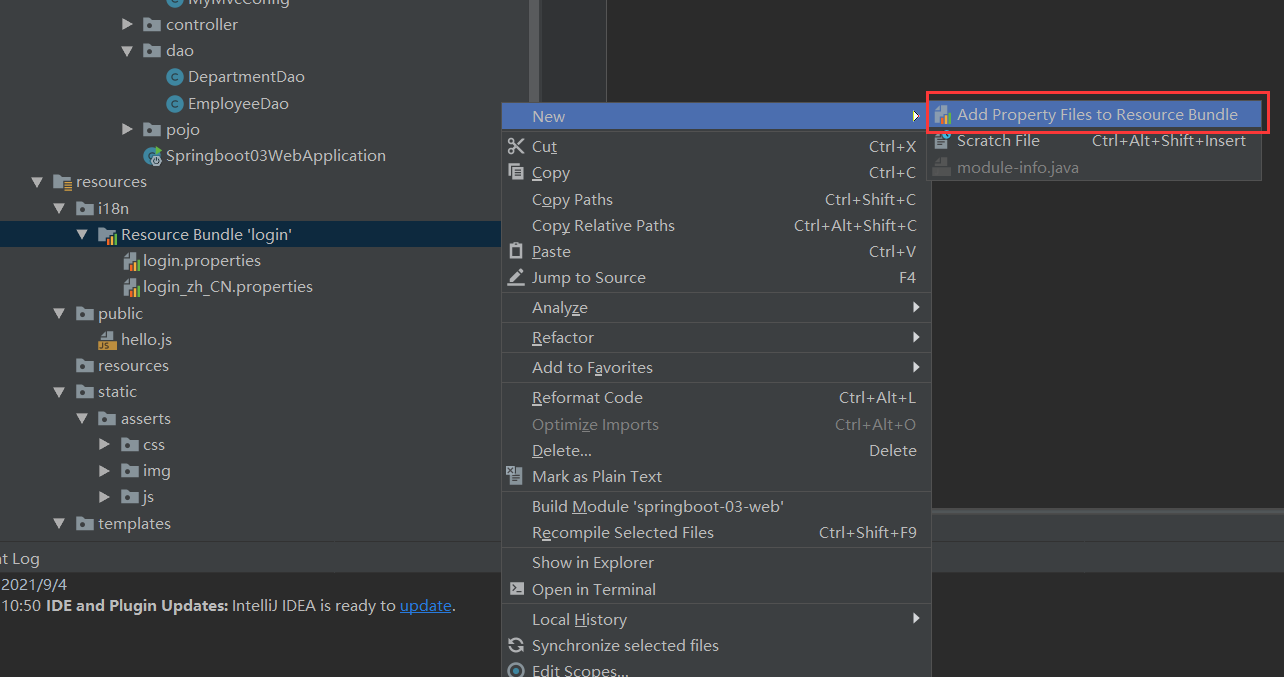 MyMvcConfig
controller
dao
DepartmentDao
EmployeeDao
pojo
Springboot03WebApplication
resources
i18n
Resource Bundle 'login'
login.properties
login_zh_CN.properties
public
hello.js
resources
static
asserts
css
img
js
templates
New
Cut Ctrl+X
Copy Ctrl+C
Copy Paths Ctrl+Shift+C
Copy Relative Paths Ctrl+Alt+Shift+C
Paste Ctrl+V
Jump to Source F4
Analyze
Refactor
Add to Favorites
Reformat Code Ctrl+Alt+L
Optimize Imports Ctrl+Alt+O
Delete... Delete
Mark as Plain Text
Build Module 'springboot-03-web'
Recompile Selected Files Ctrl+Shift+F9
Show in Explorer
Open in Terminal
Local History
Synchronize selected files
Edit Scopes...
Add Property Files to Resource Bundle
Scratch File Ctrl+Alt+Shift+Insert
module-info.java
nt Log
2021/9/4
10:50 IDE and Plugin Updates: IntelliJ IDEA is ready to update.